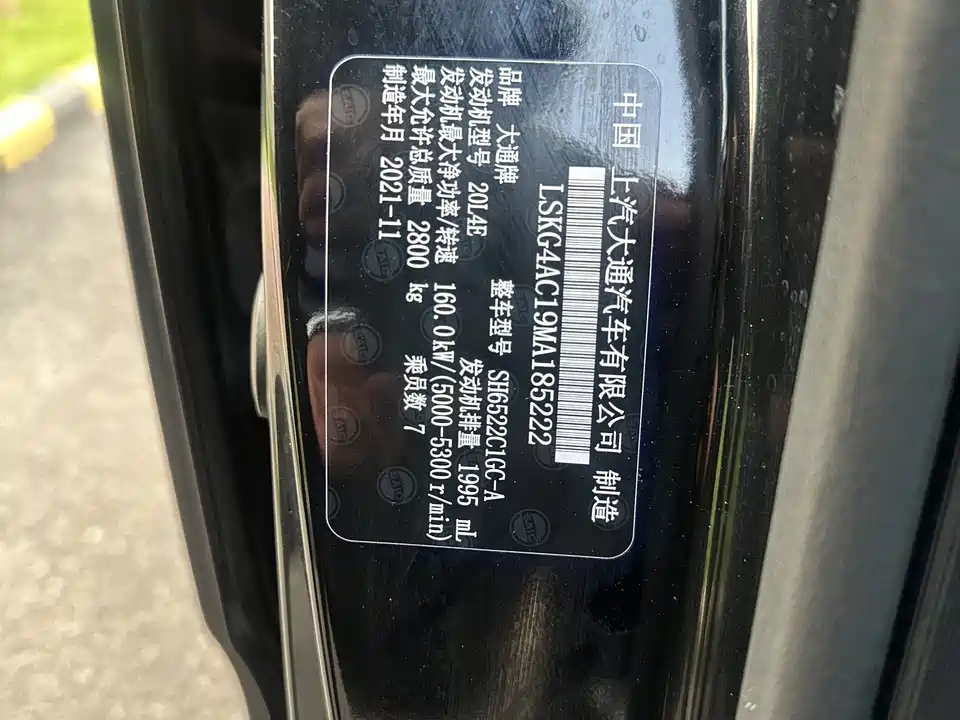 中国 上汽大通汽车有限公司 制造
LSKG4AC19MA185222
品牌 大通牌 整车型号 SH6522C1GC-A
发动机型号 20L4E 发动机排量 1995 mL
发动机最大净功率/转速 160.0kW/(5000-5300r/min)
最大允许总质量 2800 kg 乘员数 7
制造年月 2021-11